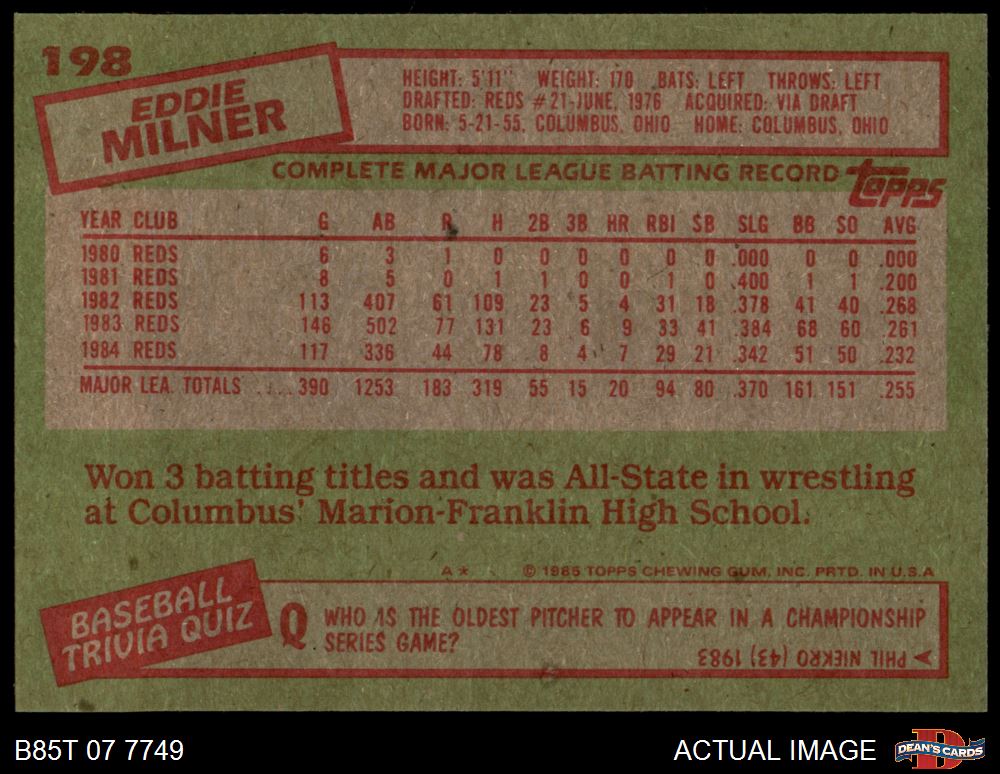 198
EDDIE
MILNER
HEIGHT: 5'11" WEIGHT: 170 BATS: LEFT THROWS: LEFT
DRAFTED: REDS #21-JUNE, 1976 ACQUIRED: VIA DRAFT
BORN: 5-21-55, COLUMBUS, OHIO HOME: COLUMBUS, OHIO
COMPLETE MAJOR LEAGUE BATTING RECORD
topps
YEAR CLUB G AB R H 2B 3B HR RBI SB SLG BB SO AVG
1980 REDS 6 3 1 0 0 0 0 0 0 .000 0 0 .000
1981 REDS 8 5 0 1 1 0 0 1 0 .400 1 1 .200
1982 REDS 113 407 61 109 23 5 4 31 18 .378 41 40 .268
1983 REDS 146 502 77 131 23 6 9 33 41 .384 68 60 .261
1984 REDS 117 336 44 78 8 4 7 29 21 .342 51 50 .232
MAJOR LEA. TOTALS ..... 390 1253 183 319 55 15 20 94 80 .370 161 151 .255
Won 3 batting titles and was All-State in wrestling
at Columbus' Marion-Franklin High School.
A* © 1985 TOPPS CHEWING GUM, INC. PRTD. IN U.S.A
BASEBALL
TRIVIA QUIZ
Q WHO IS THE OLDEST PITCHER TO APPEAR IN A CHAMPIONSHIP
SERIES GAME?
PHIL NIEKRO (43) 1983
B85T 07 7749
ACTUAL IMAGE
D
DEAN'S CARDS